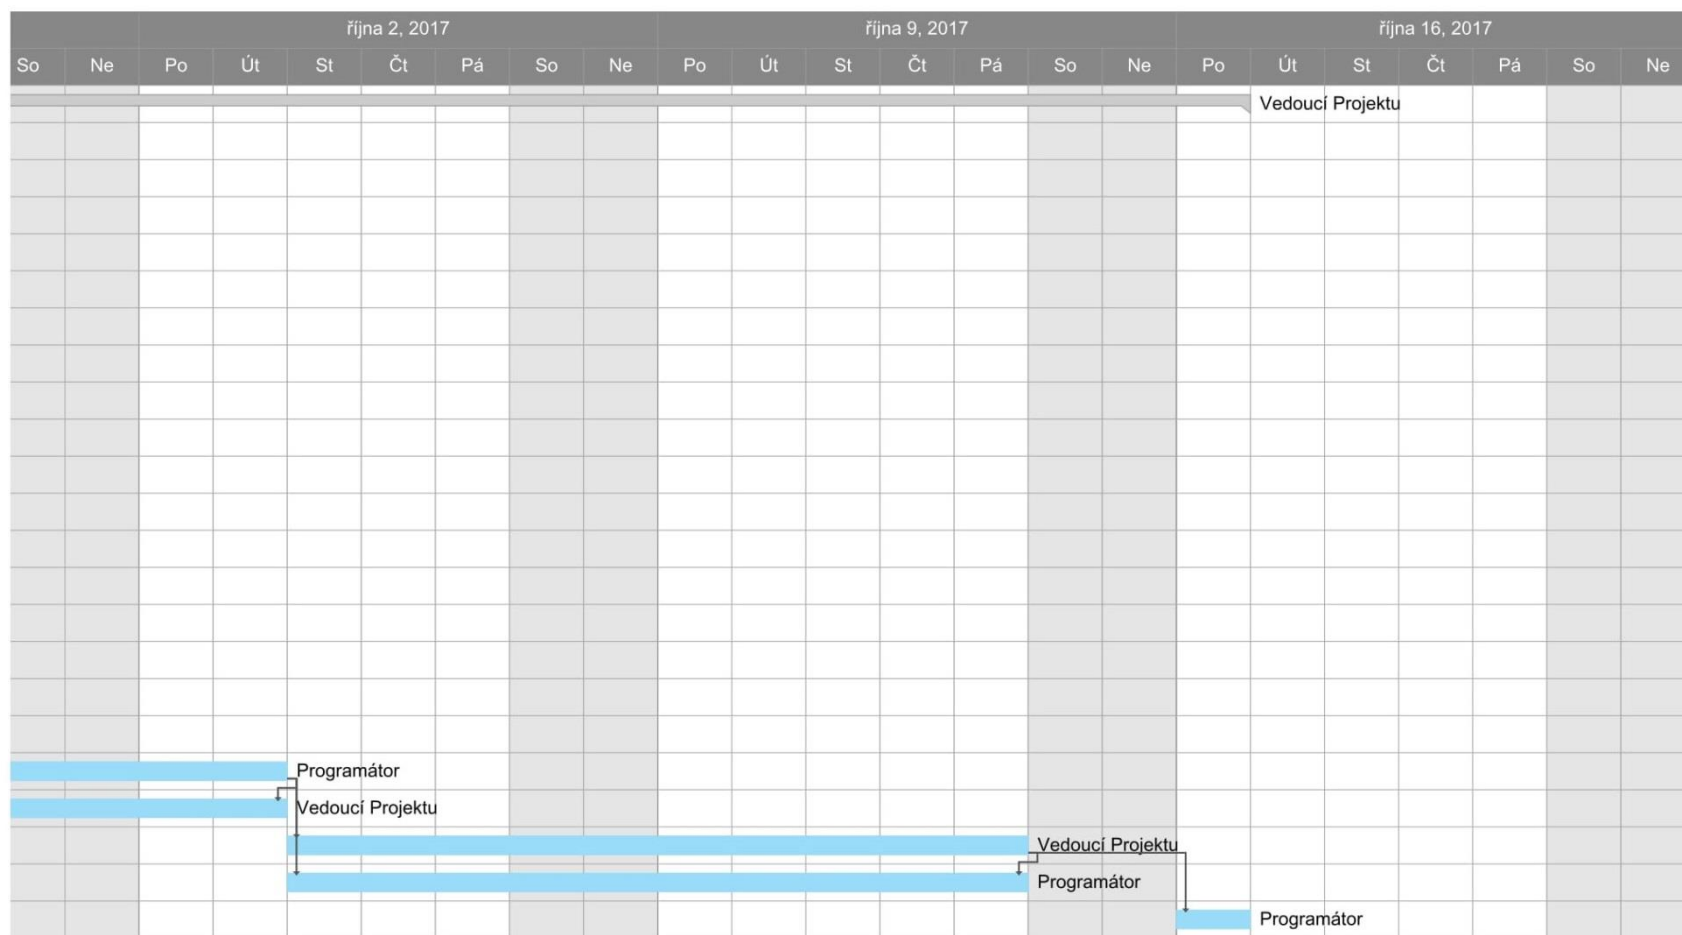 října 2, 2017 října 9, 2017 října 16, 2017
So Ne Po Út St Čt Pá So Ne Po Út St Čt Pá So Ne Po Út St Čt Pá So Ne
Vedoucí Projektu
Programátor
Vedoucí Projektu
Vedoucí Projektu
Programátor
Programátor